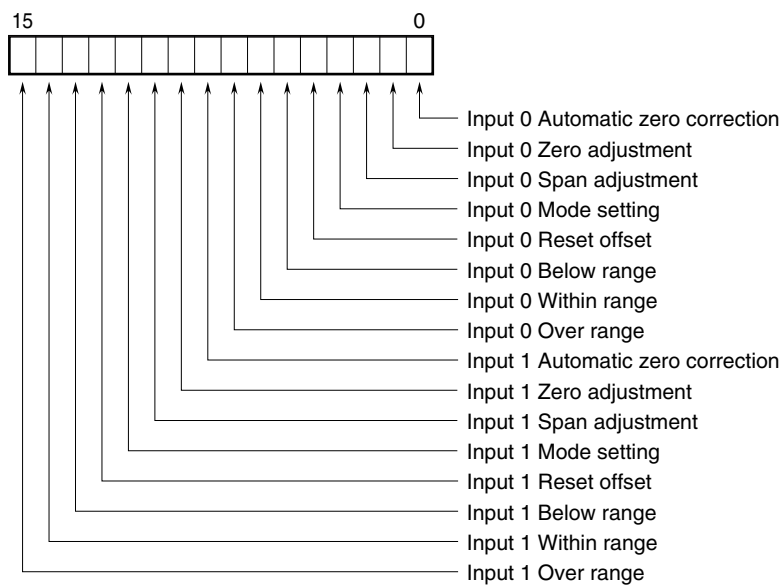 15 0
Input 0 Automatic zero correction
Input 0 Zero adjustment
Input 0 Span adjustment
Input 0 Mode setting
Input 0 Reset offset
Input 0 Below range
Input 0 Within range
Input 0 Over range
Input 1 Automatic zero correction
Input 1 Zero adjustment
Input 1 Span adjustment
Input 1 Mode setting
Input 1 Reset offset
Input 1 Below range
Input 1 Within range
Input 1 Over range